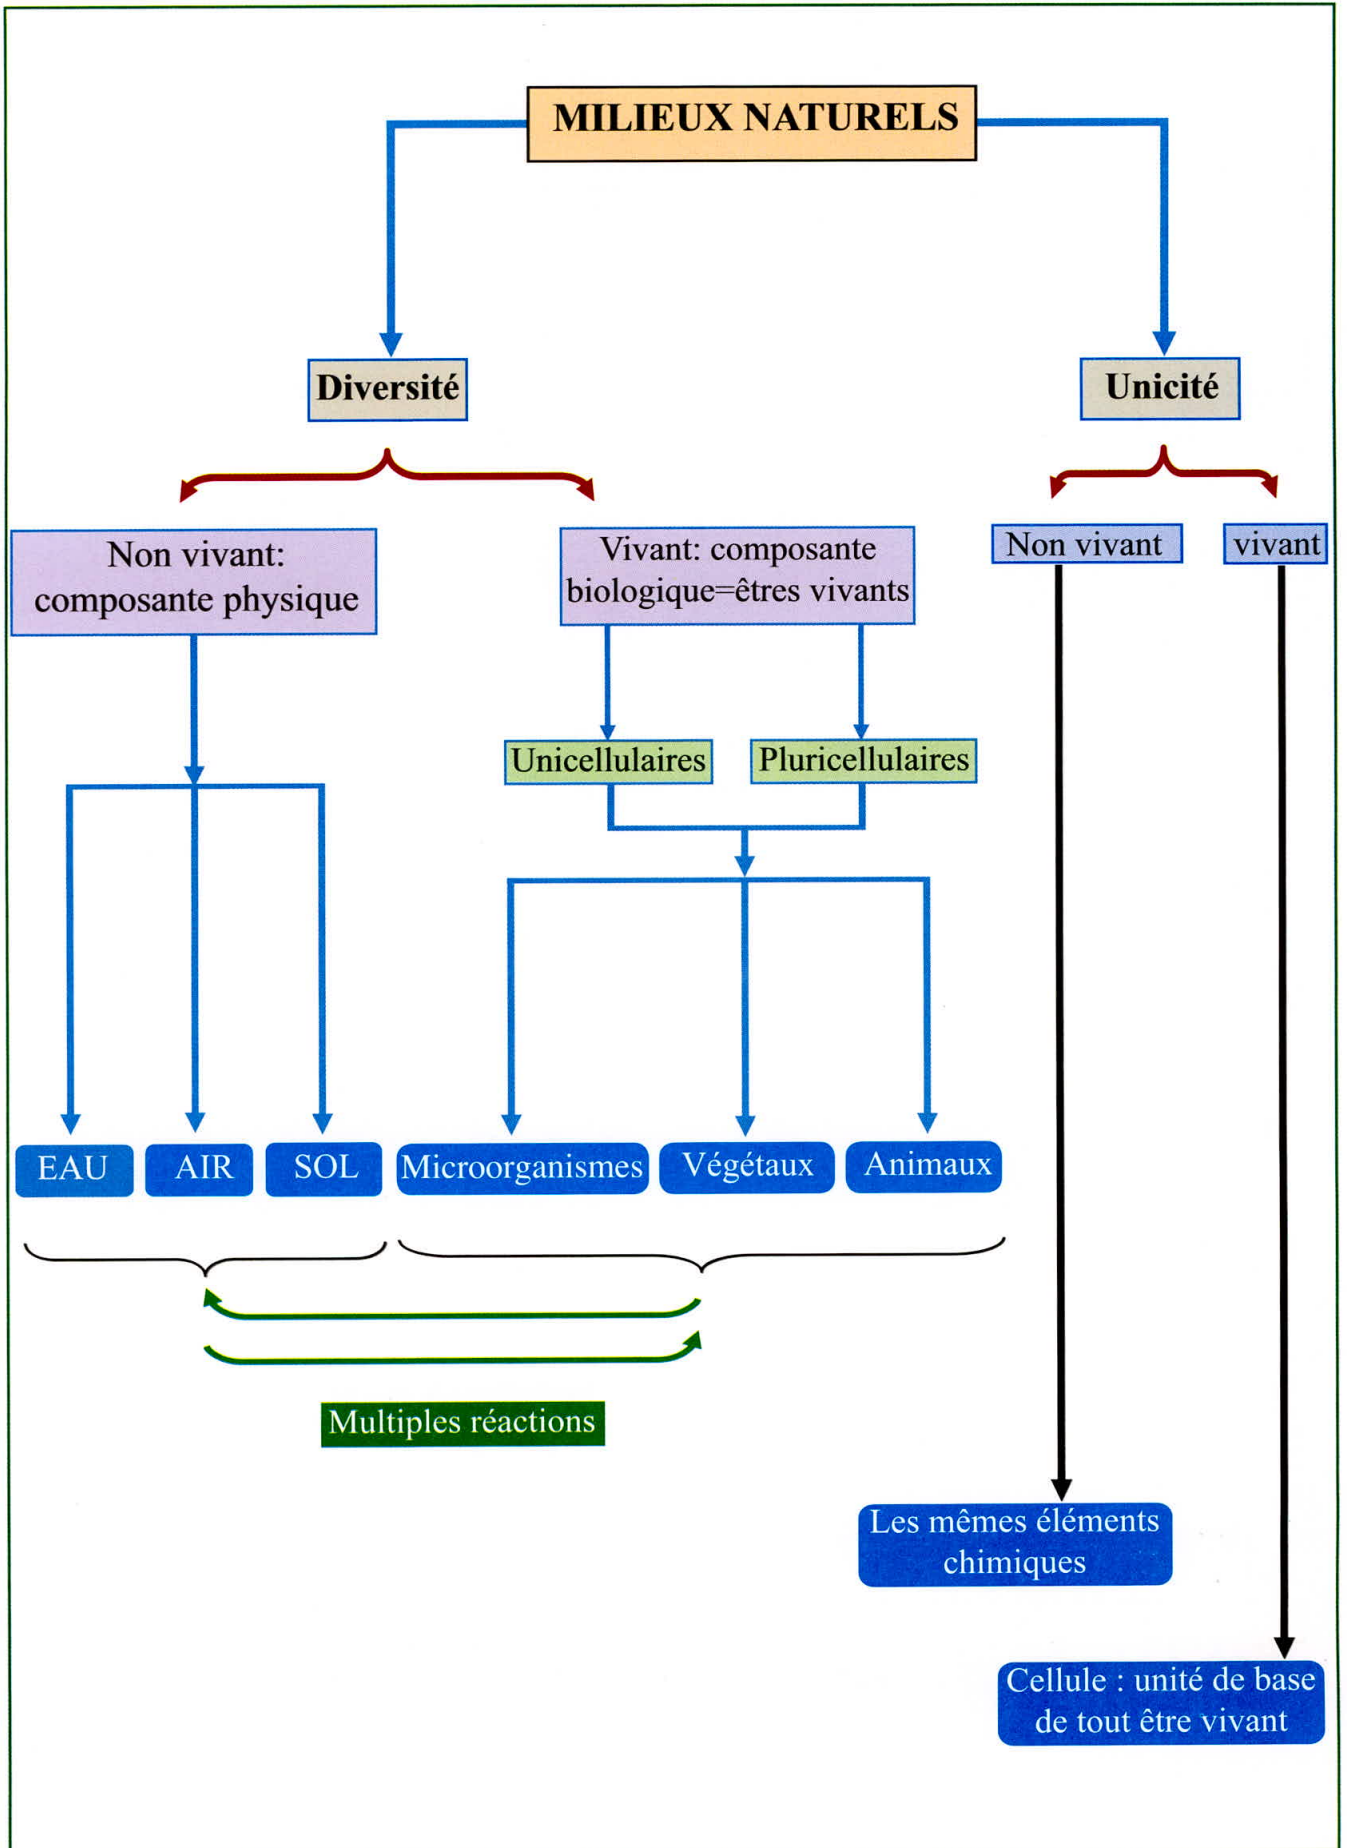 MILIEUX NATURELS
Diversité
Unicité
Non vivant:
composante physique
Vivant: composante
biologique=êtres vivants
Non vivant
vivant
Unicellulaires
Pluricellulaires
EAU
AIR
SOL
Microorganismes
Végétaux
Animaux
Multiples réactions
Les mêmes éléments
chimiques
Cellule : unité de base
de tout être vivant